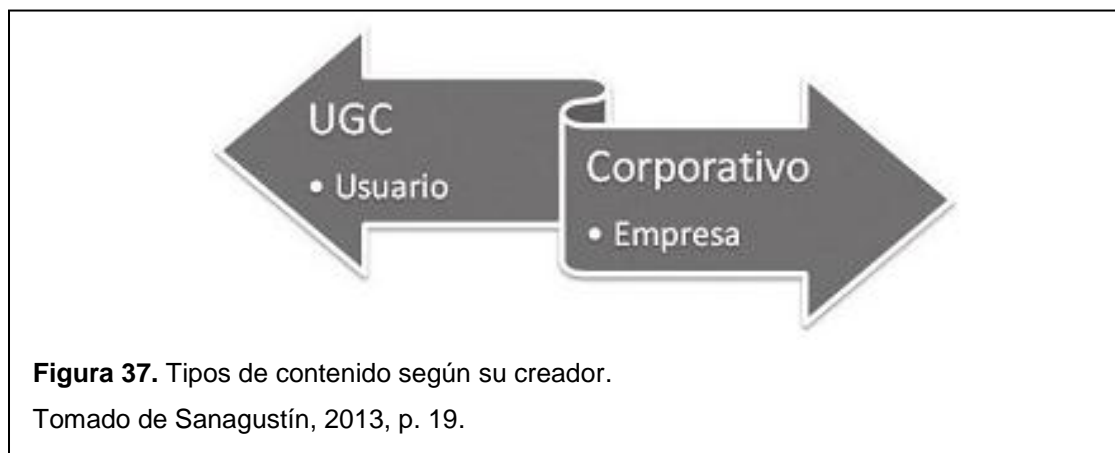 UGC
• Usuario
Corporativo
• Empresa
Figura 37. Tipos de contenido según su creador.
Tomado de Sanagustín, 2013, p. 19.